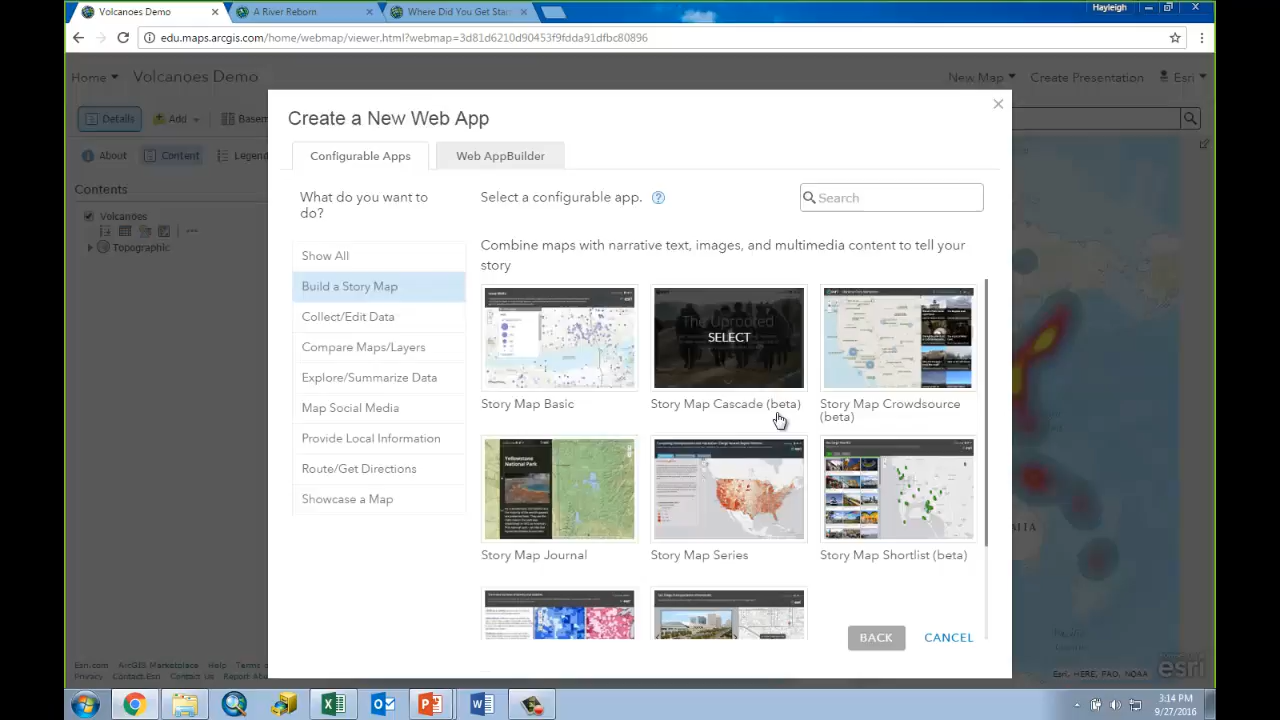 Volcanoes Demo
A River Reborn
Where Did You Get Star
Hayleigh
edu.maps.arcgis.com/home/webmap/viewer.html?webmap=3d81d6210d90453f9fdda91dfbc80896
Home
Volcanoes Demo
New Map
Create Presentation
Esri
Details
Add
Basem
About
Content
Legend
Contents
Volcanoes
Topographic
Create a New Web App
Configurable Apps
Web AppBuilder
What do you want to
do?
Select a configurable app.
Search
Show All
Build a Story Map
Collect/Edit Data
Compare Maps/Layers
Explore/Summarize Data
Map Social Media
Provide Local Information
Route/Get Directions
Showcase a Map
Combine maps with narrative text, images, and multimedia content to tell your
story
The Uprooted
SELECT
Story Map Basic
Story Map Cascade (beta)
Story Map Crowdsource
(beta)
Yellowstone
National Park
Story Map Journal
Story Map Series
Story Map Shortlist (beta)
BACK
CANCEL
Esri.com
ArcGIS Marketplace
Help
Terms o
Privacy
Contact Esri
Report Abu
Pacific
esri
Esri, HERE, FAO, NOAA
3:14 PM
9/27/2016